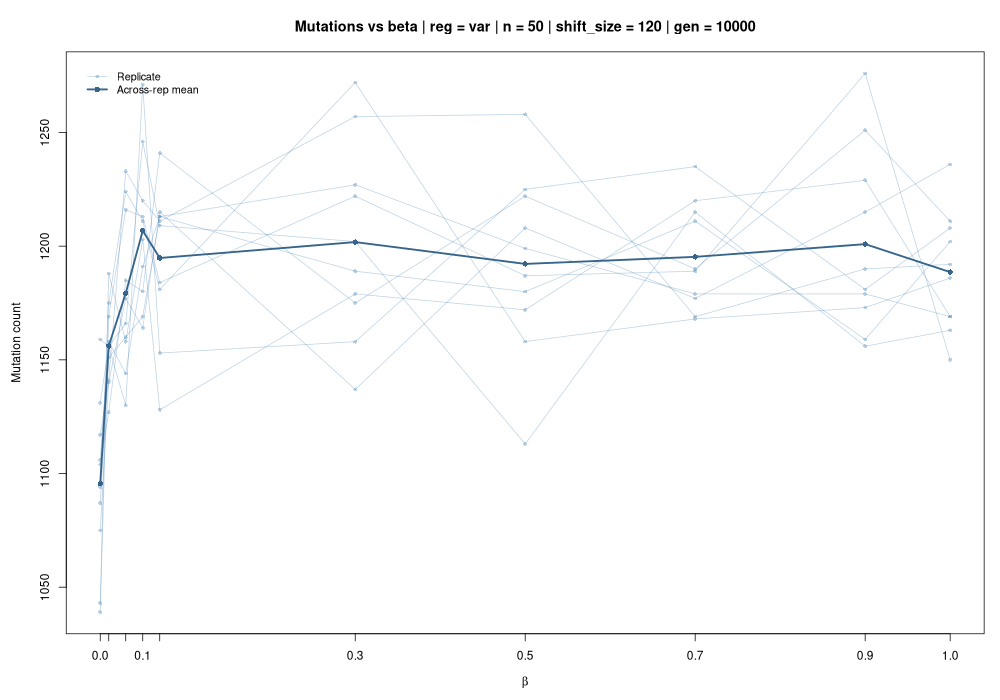 Mutations vs beta | reg = var | n = 50 | shift_size = 120 | gen = 10000
Replicate
Across-rep mean
Mutation count
1250
1200
1150
1100
1050
0.0 0.1 0.3 0.5 0.7 0.9 1.0
β